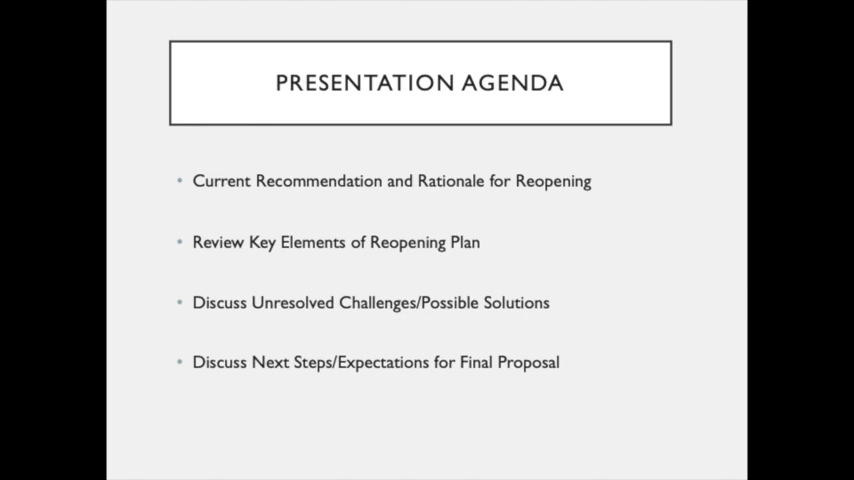 PRESENTATION AGENDA
• Current Recommendation and Rationale for Reopening
• Review Key Elements of Reopening Plan
• Discuss Unresolved Challenges/Possible Solutions
• Discuss Next Steps/Expectations for Final Proposal